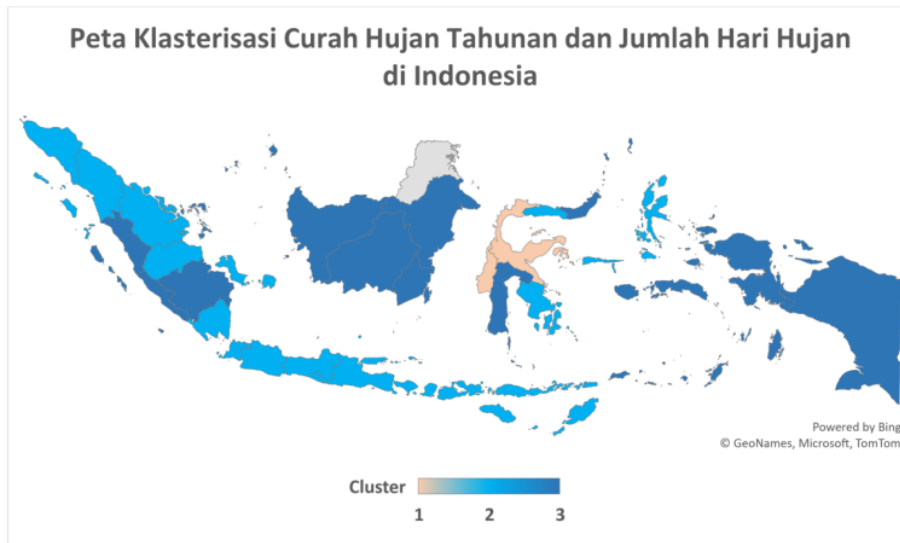 Peta Klasterisasi Curah Hujan Tahunan dan Jumlah Hari Hujan
di Indonesia
Powered by Bing
© GeoNames, Microsoft, TomTom
Cluster
1 2 3